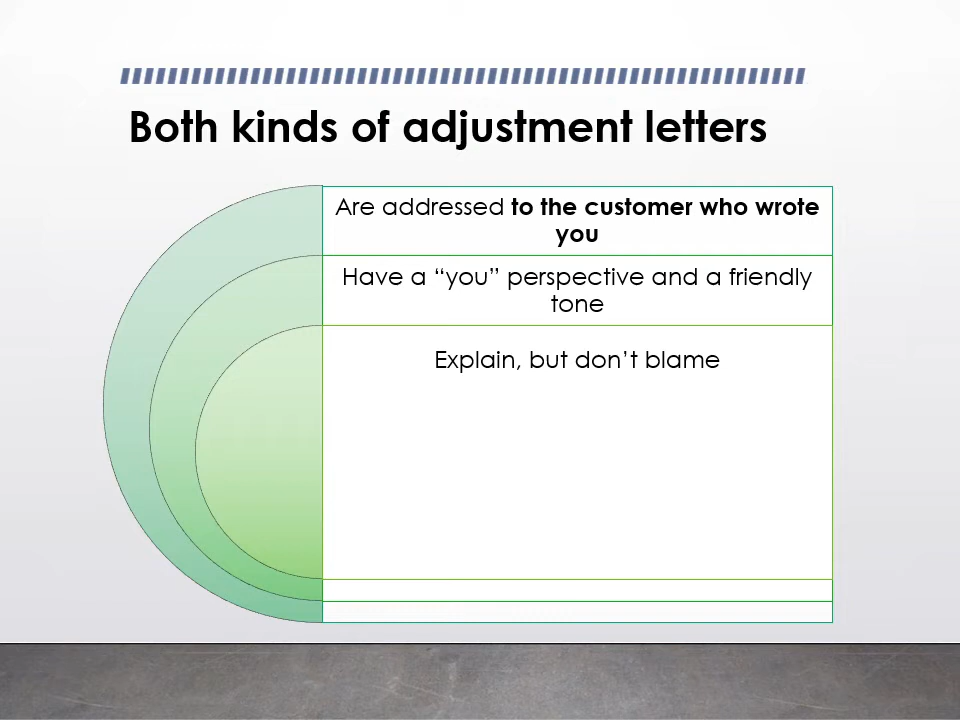 Both kinds of adjustment letters
Are addressed to the customer who wrote
you
Have a “you” perspective and a friendly
tone
Explain, but don’t blame